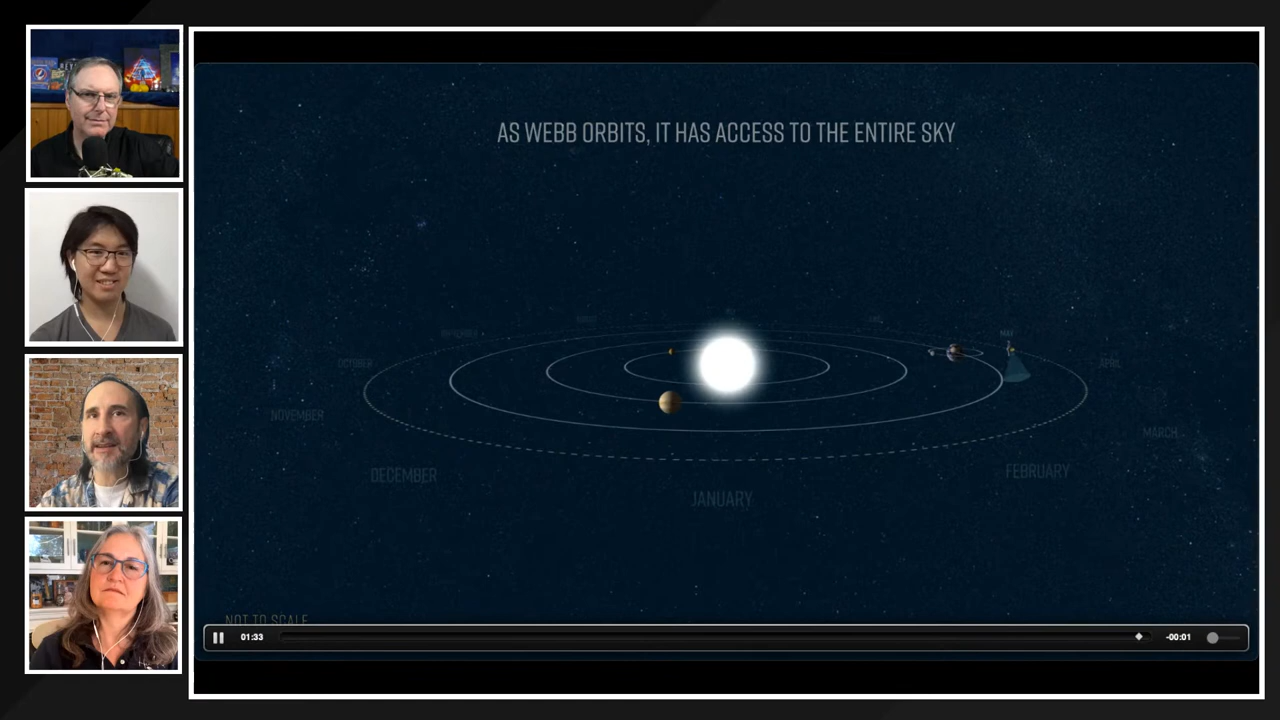 AS WEBB ORBITS, IT HAS ACCESS TO THE ENTIRE SKY
MAY
OCTOBER
APRIL
NOVEMBER
MARCH
DECEMBER
FEBRUARY
JANUARY
NOT TO SCALE
01:33
-00:01